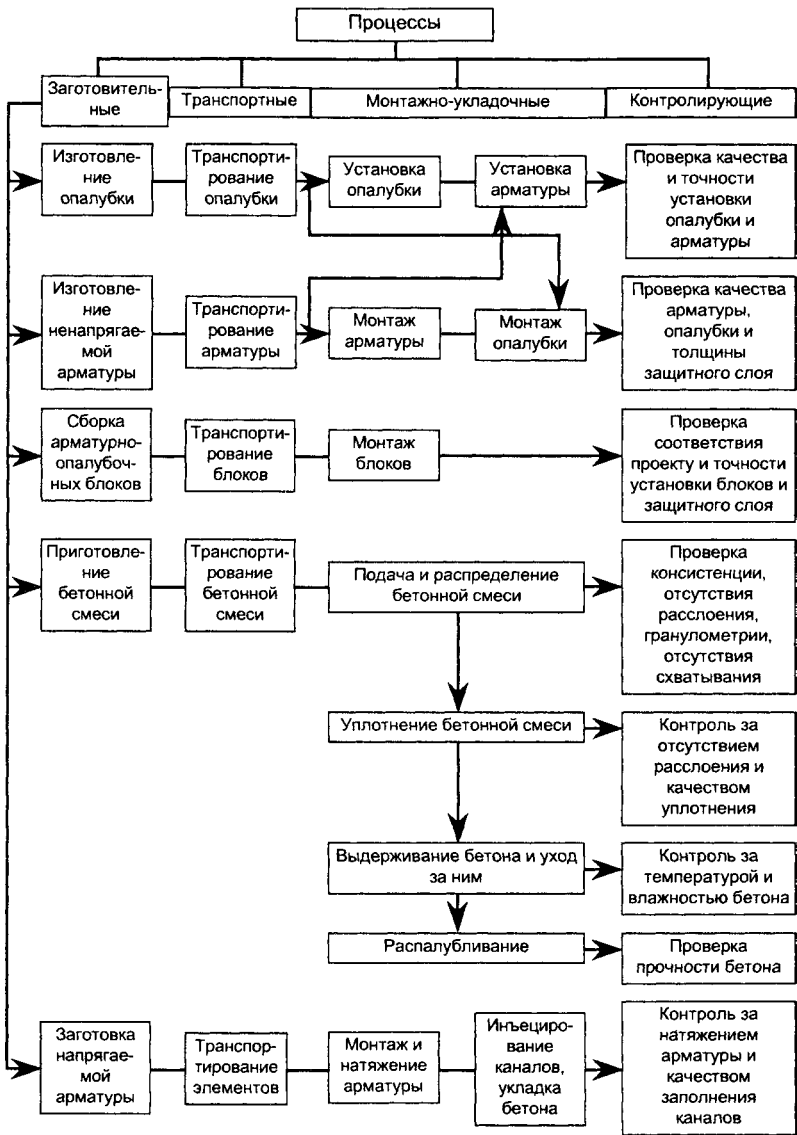 Процессы
Заготовитель-
ные
Транспортные
Монтажно-укладочные
Контролирующие
Изготовле-
ние
опалубки
Транспорти-
рование
опалубки
Установка
опалубки
Установка
арматуры
Проверка качества
и точности
установки
опалубки и
арматуры
Изготовле-
ние
ненапрягае-
мой
арматуры
Транспорти-
рование
арматуры
Монтаж
арматуры
Монтаж
опалубки
Проверка качества
арматуры,
опалубки и
толщины
защитного слоя
Сборка
арматурно-
опалубоч-
ных блоков
Транспорти-
рование
блоков
Монтаж
блоков
Проверка
соответствия
проекту и точности
установки блоков и
защитного слоя
Приготовле-
ние
бетонной
смеси
Транспорти-
рование
бетонной
смеси
Подача и распределение
бетонной смеси
Проверка
консистенции,
отсутствия
расслоения,
гранулометрии,
отсутствия
схватывания
Уплотнение бетонной смеси
Контроль за
отсутствием
расслоения и
качеством
уплотнения
Выдерживание бетона и уход
за ним
Контроль за
температурой и
влажностью бетона
Распалубливание
Проверка
прочности бетона
Заготовка
напрягае-
мой
арматуры
Транспор-
тирование
элементов
Монтаж и
натяжение
арматуры
Инъециро-
вание
каналов,
укладка
бетона
Контроль за
натяжением
арматуры и
качеством
заполнения
каналов